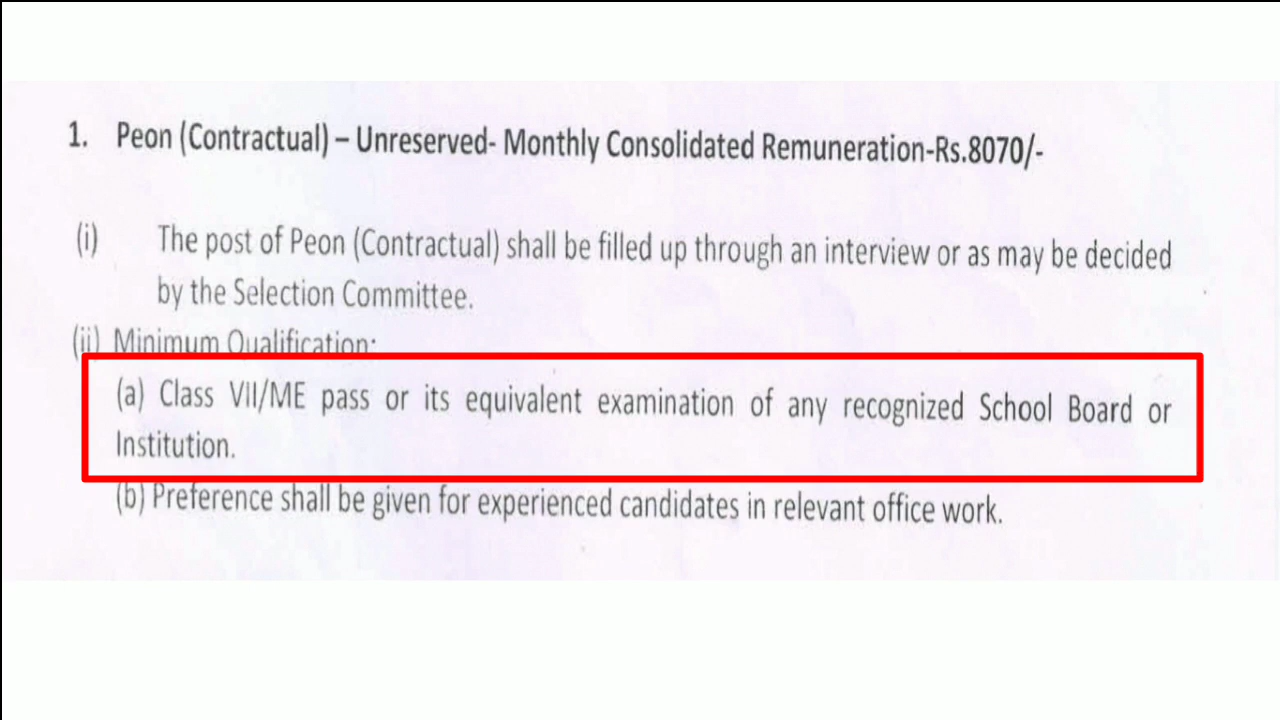 1. Peon (Contractual) – Unreserved- Monthly Consolidated Remuneration-Rs.8070/-
(i) The post of Peon (Contractual) shall be filled up through an interview or as may be decided
by the Selection Committee.
(ii) Minimum Qualification:
(a) Class VII/ME pass or its equivalent examination of any recognized School Board or
Institution.
(b) Preference shall be given for experienced candidates in relevant office work.